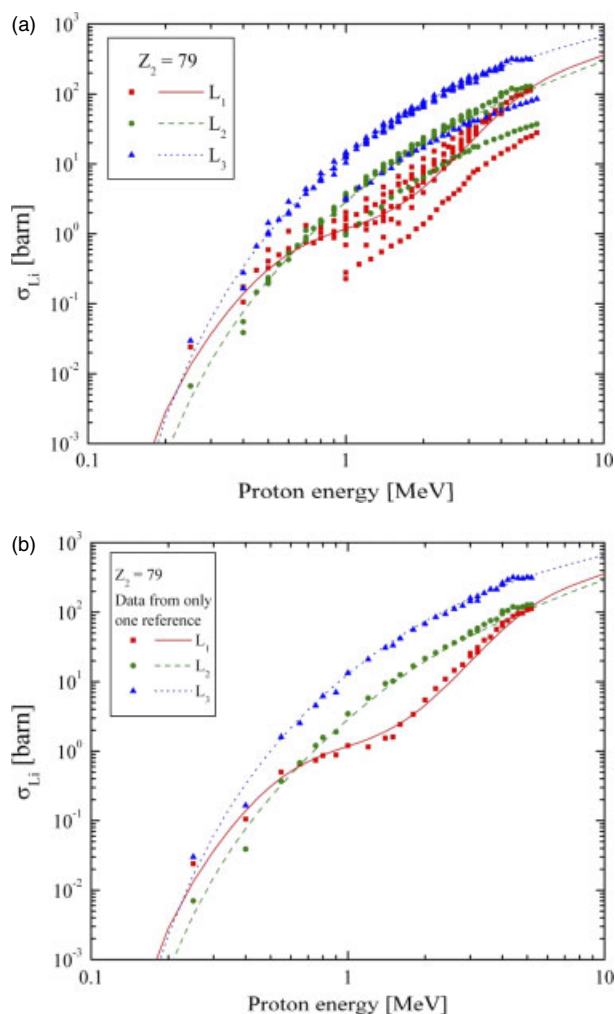 (a)
10³
10²
10¹
10⁰
10⁻¹
10⁻²
10⁻³
σLi [barn]
Z₂ = 79
L₁
L₂
L₃
0.1
1
10
Proton energy [MeV]
(b)
10³
10²
10¹
10⁰
10⁻¹
10⁻²
10⁻³
σLi [barn]
Z₂ = 79
Data from only
one reference
L₁
L₂
L₃
0.1
1
10
Proton energy [MeV]